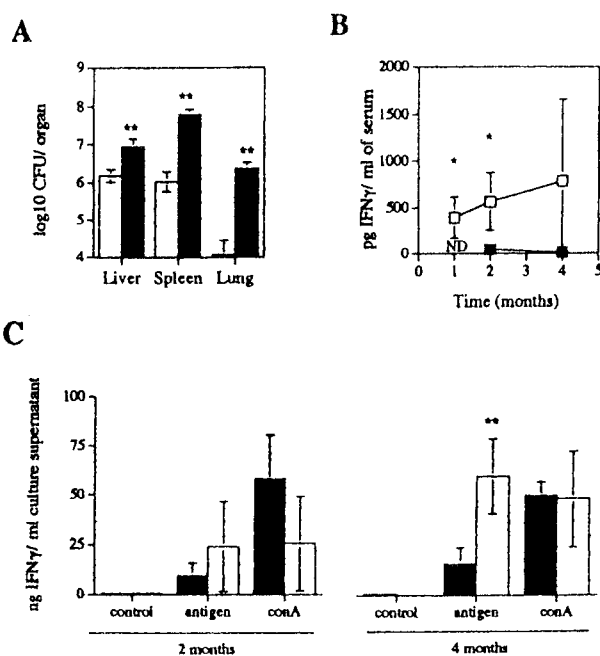 A
log10 CFU/ organ
9
8
7
6
5
4
** ** **
Liver Spleen Lung
B
pg IFNγ/ ml of serum
2000
1500
1000
500
0
* *
ND
0 1 2 3 4 5
Time (months)
C
ng IFNγ/ ml culture supernatant
100
75
50
25
0
**
control antigen conA
2 months
control antigen conA
4 months